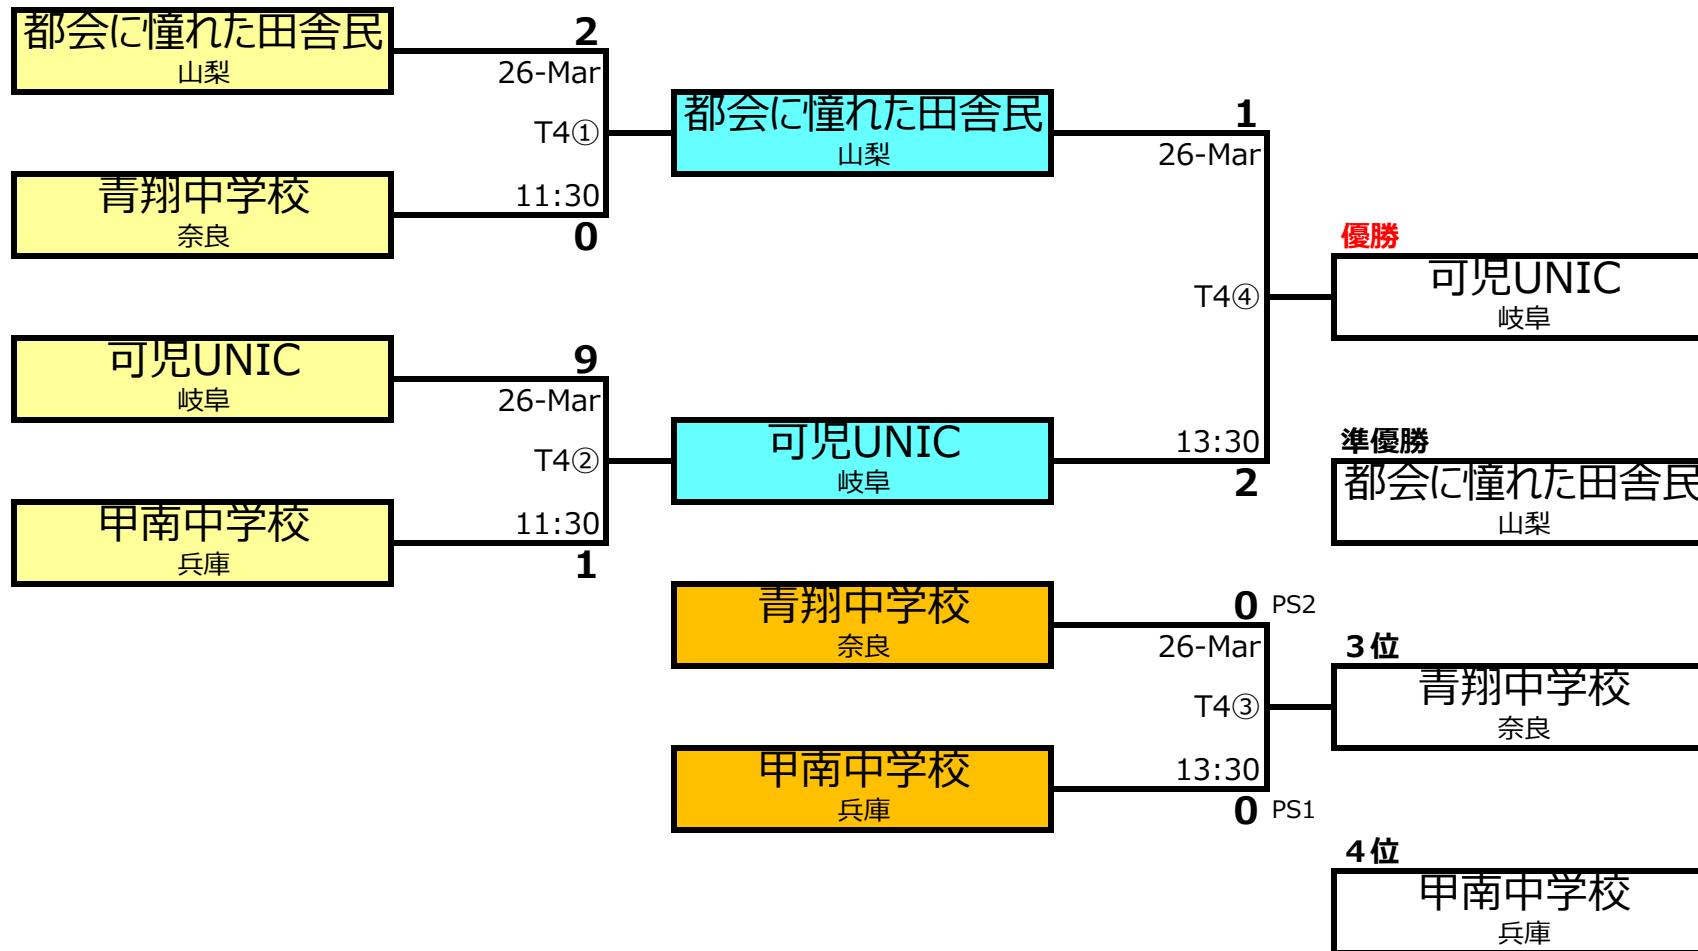 都会に憧れた田舎民
山梨
2
26-Mar
T4①
青翔中学校
奈良
11:30
0
可児UNIC
岐阜
9
26-Mar
T4②
甲南中学校
兵庫
11:30
1
都会に憧れた田舎民
山梨
1
26-Mar
T4④
可児UNIC
岐阜
13:30
2
青翔中学校
奈良
0 PS2
26-Mar
T4③
甲南中学校
兵庫
13:30
0 PS1
優勝
可児UNIC
岐阜
準優勝
都会に憧れた田舎民
山梨
３位
青翔中学校
奈良
４位
甲南中学校
兵庫